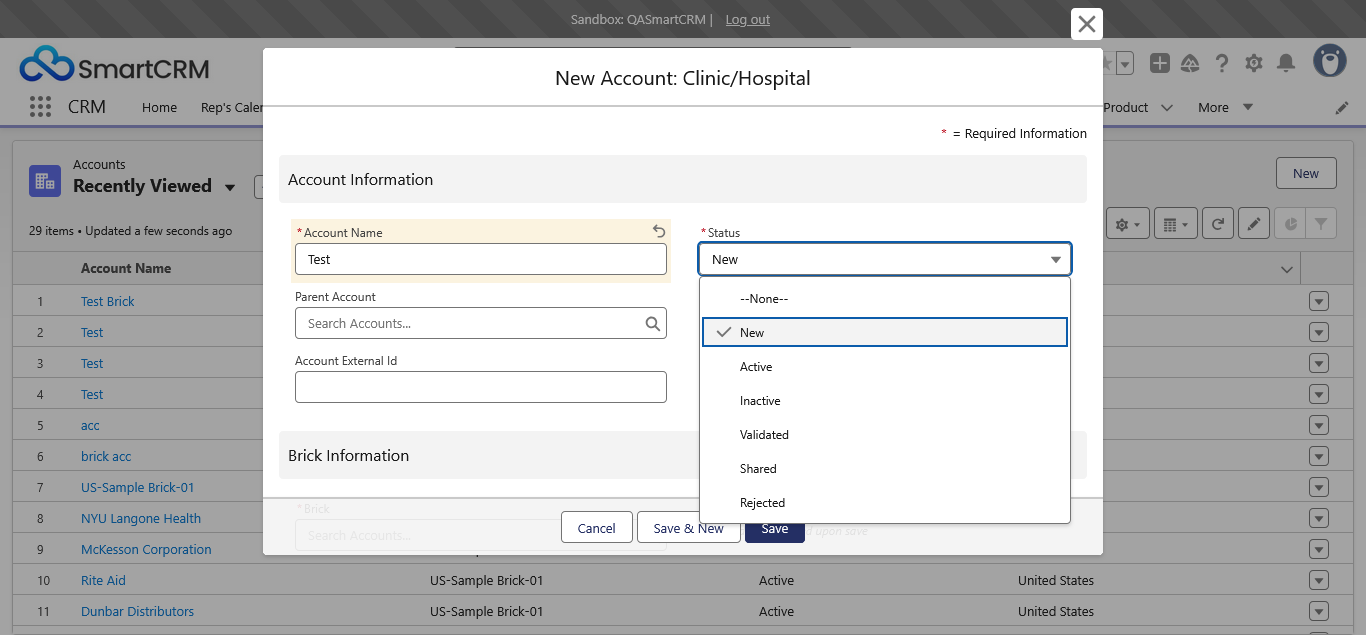 Sandbox: QASmartCRM | Log out
SmartCRM
CRM Home Rep's Caler Product More
New Account: Clinic/Hospital
* = Required Information
Accounts
Recently Viewed
New
29 items • Updated a few seconds ago
Account Information
*Account Name
Test
*Status
New
--None--
New
Active
Inactive
Validated
Shared
Rejected
Parent Account
Search Accounts...
Account External Id
Brick Information
*Brick
Search Accounts...
upon save
Cancel Save & New Save
Account Name
1 Test Brick
2 Test
3 Test
4 Test
5 acc
6 brick acc
7 US-Sample Brick-01
8 NYU Langone Health
9 McKesson Corporation
10 Rite Aid US-Sample Brick-01 Active United States
11 Dunbar Distributors US-Sample Brick-01 Active United States